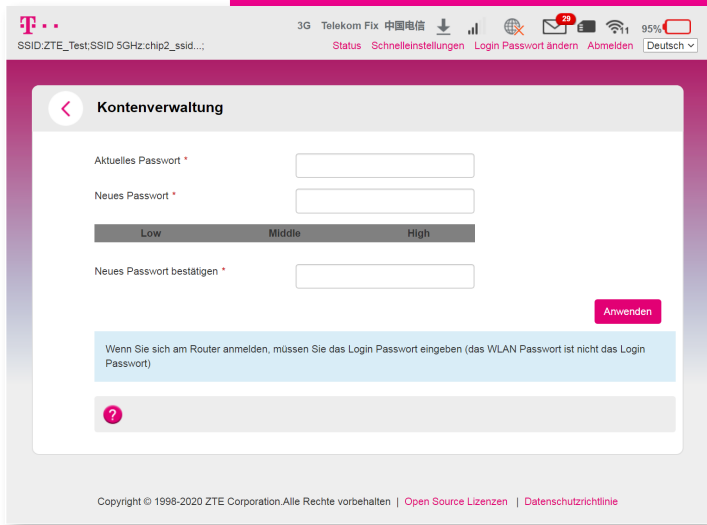 T
3G Telekom Fix 中国电信 29 11 95%
SSID:ZTE_Test;SSID 5GHz:chip2_ssid...;
Status Schnelleinstellungen Login Passwort ändern Abmelden Deutsch
Kontenverwaltung
Aktuelles Passwort *
Neues Passwort *
Low Middle High
Neues Passwort bestätigen *
Anwenden
Wenn Sie sich am Router anmelden, müssen Sie das Login Passwort eingeben (das WLAN Passwort ist nicht das Login
Passwort)
?
Copyright © 1998-2020 ZTE Corporation.Alle Rechte vorbehalten | Open Source Lizenzen | Datenschutzrichtlinie